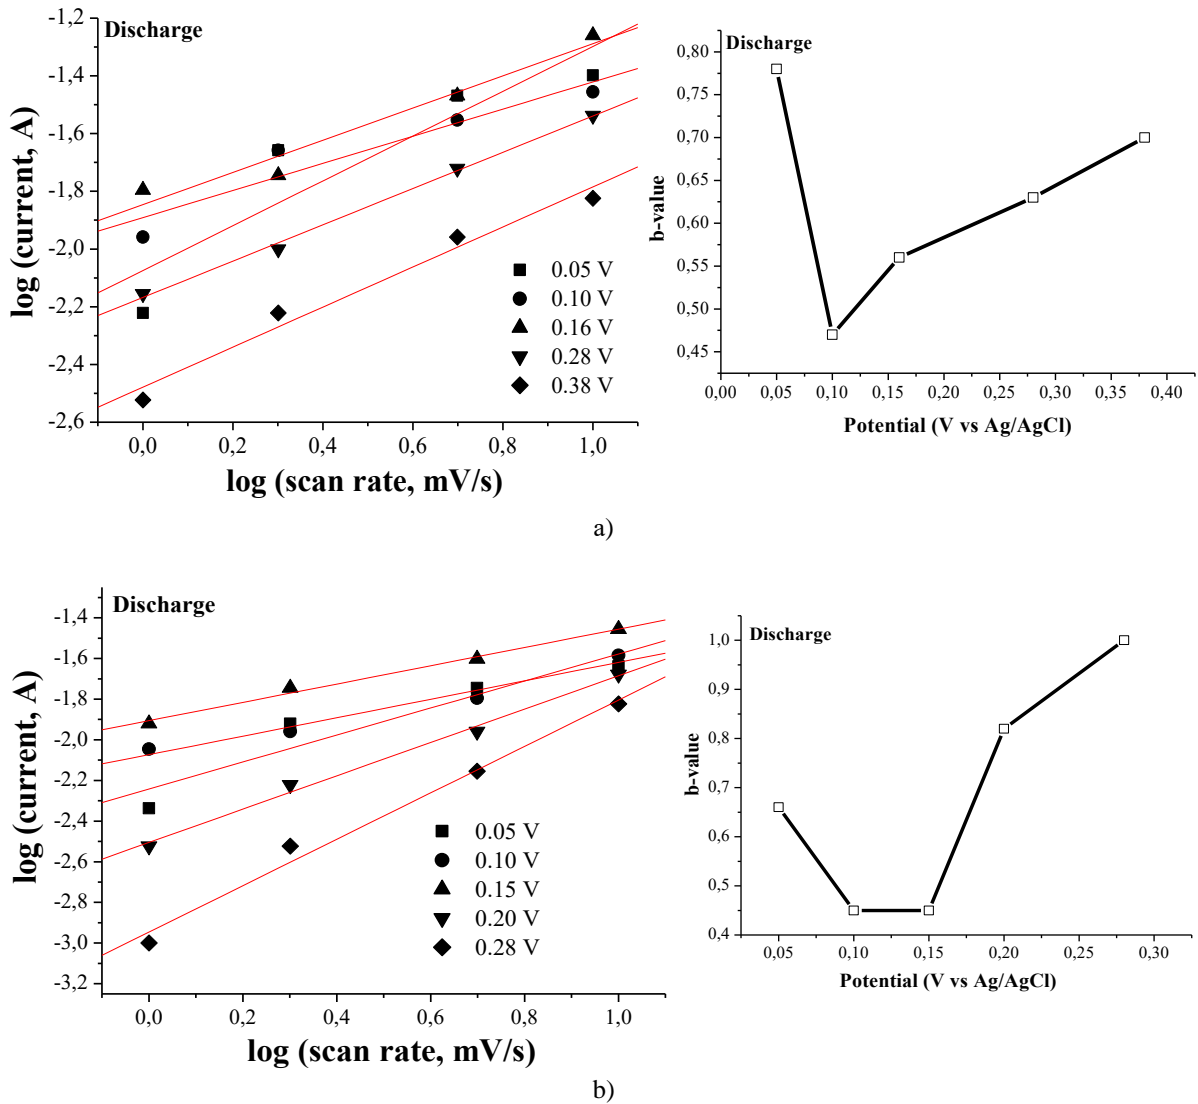 Discharge
-1,2
-1,4
-1,6
-1,8
-2,0
-2,2
-2,4
-2,6
log (current, A)
0.05 V
0.10 V
0.16 V
0.28 V
0.38 V
0,0 0,2 0,4 0,6 0,8 1,0
log (scan rate, mV/s)
Discharge
0,80
0,75
0,70
0,65
0,60
0,55
0,50
0,45
b-value
0,00 0,05 0,10 0,15 0,20 0,25 0,30 0,35 0,40
Potential (V vs Ag/AgCl)
a)
Discharge
-1,4
-1,6
-1,8
-2,0
-2,2
-2,4
-2,6
-2,8
-3,0
-3,2
log (current, A)
0.05 V
0.10 V
0.15 V
0.20 V
0.28 V
0,0 0,2 0,4 0,6 0,8 1,0
log (scan rate, mV/s)
Discharge
1,0
0,9
0,8
0,7
0,6
0,5
0,4
b-value
0,05 0,10 0,15 0,20 0,25 0,30
Potential (V vs Ag/AgCl)
b)